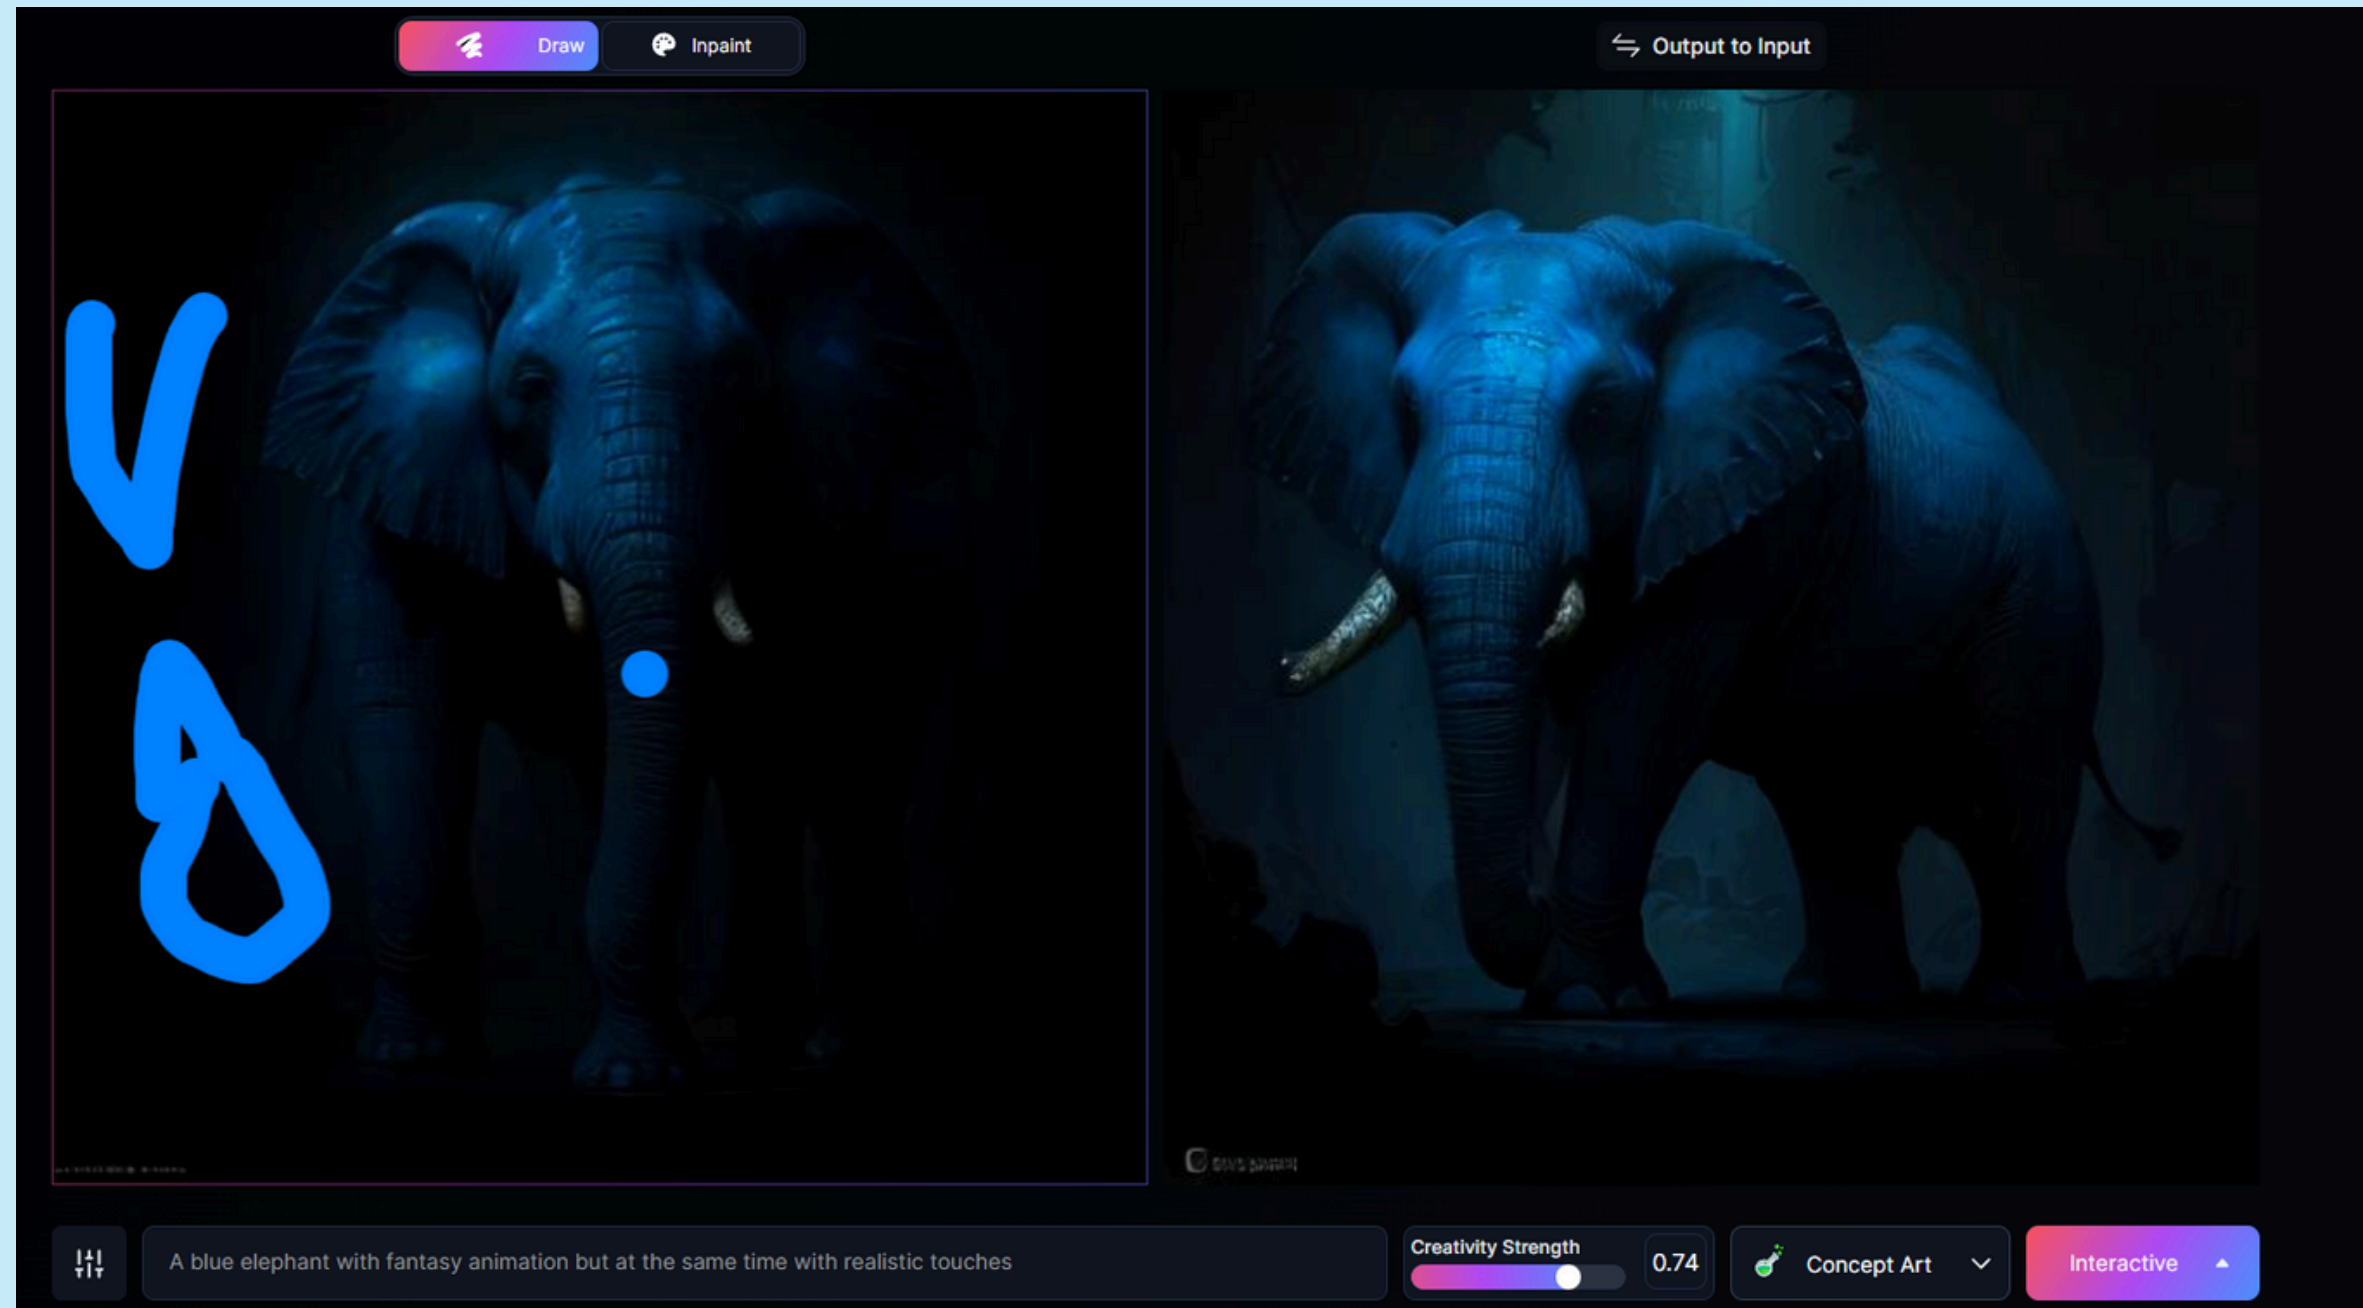 Draw
Inpaint
Output to Input
A blue elephant with fantasy animation but at the same time with realistic touches
Creativity Strength
0.74
Concept Art
Interactive